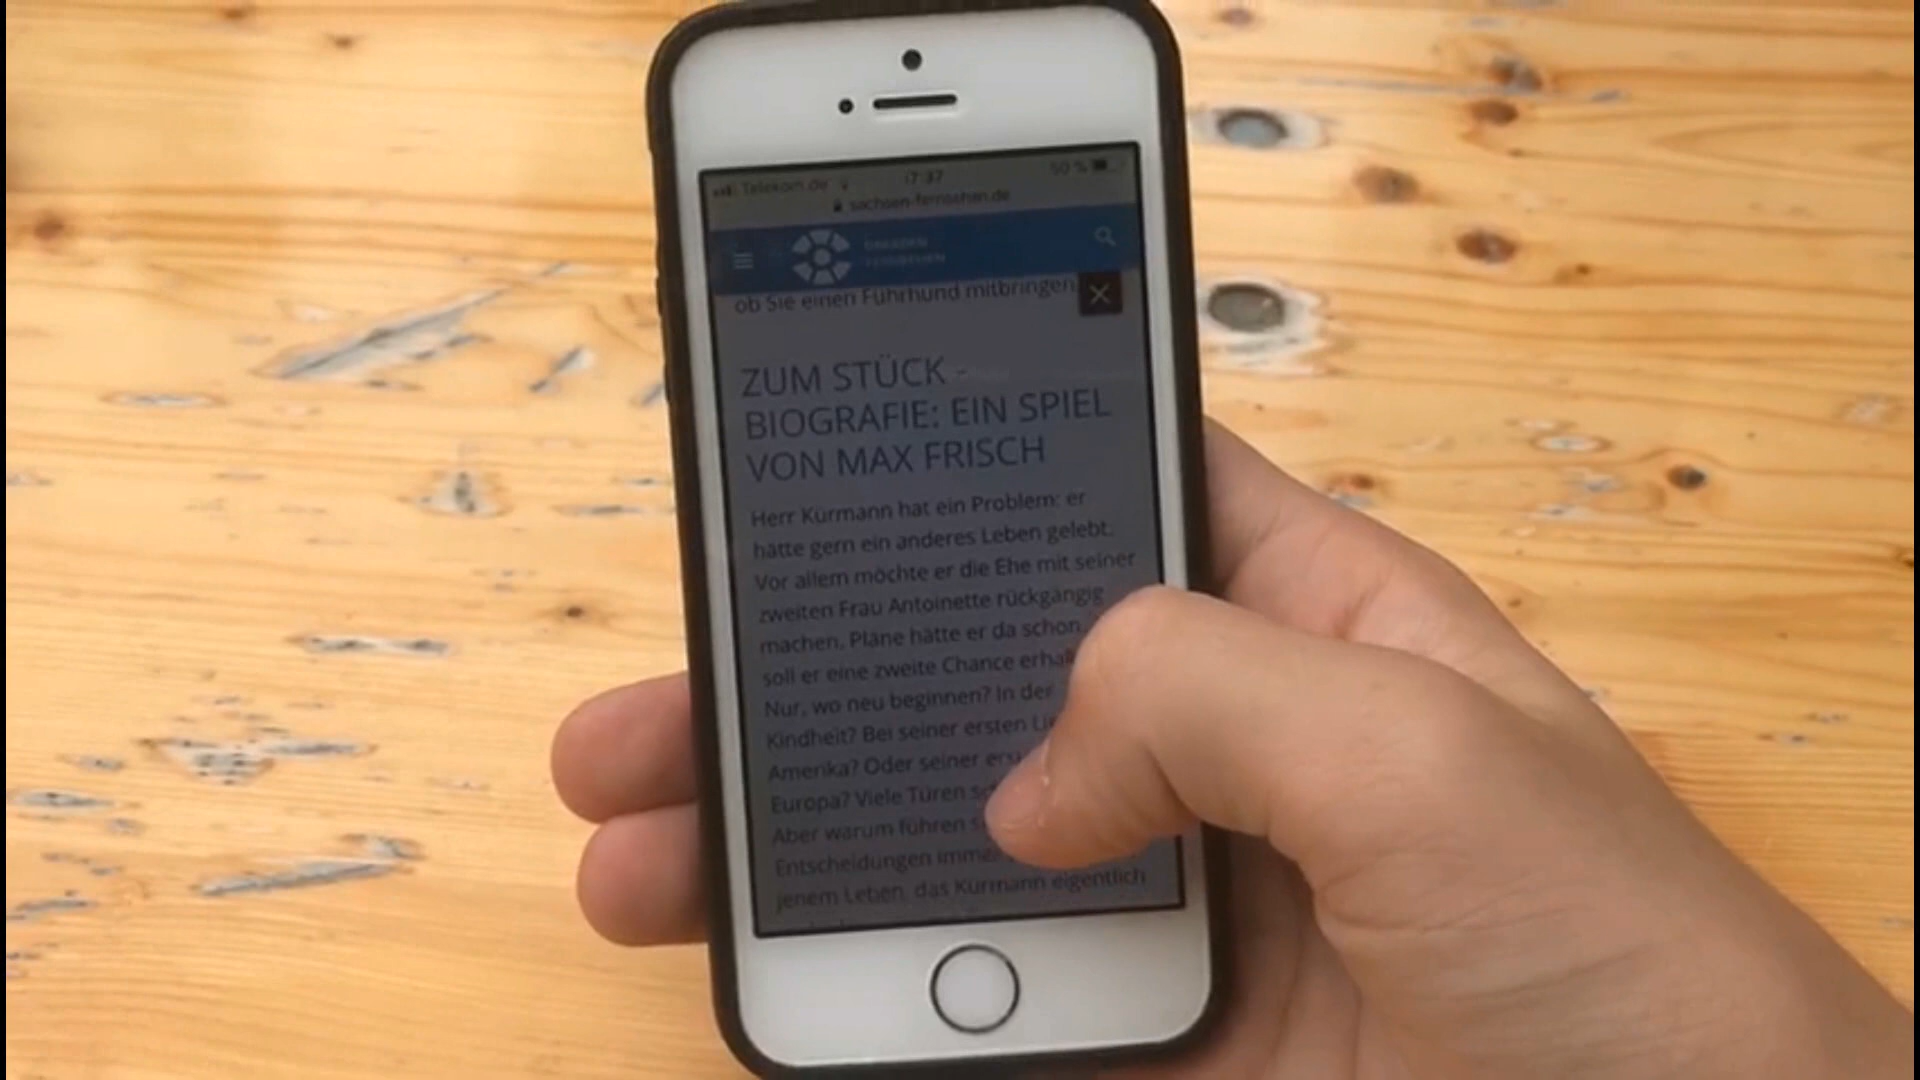 Telekom.de 17:37 50 %
sachsen-fernsehen.de
DRESDEN
FERNSEHEN
ob Sie einen Führhund mitbringen
ZUM STÜCK -
BIOGRAFIE: EIN SPIEL
VON MAX FRISCH
Herr Kürmann hat ein Problem: er
hätte gern ein anderes Leben gelebt.
Vor allem möchte er die Ehe mit seiner
zweiten Frau Antoinette rückgängig
machen. Pläne hätte er da schon,
soll er eine zweite Chance
Nur, wo neu beginnen? In der
Kindheit? Bei seiner ersten
Amerika? Oder seiner
Europa? Viele Türen
Aber warum führen
Entscheidungen
jenem Leben, das Kürmann eigentlich